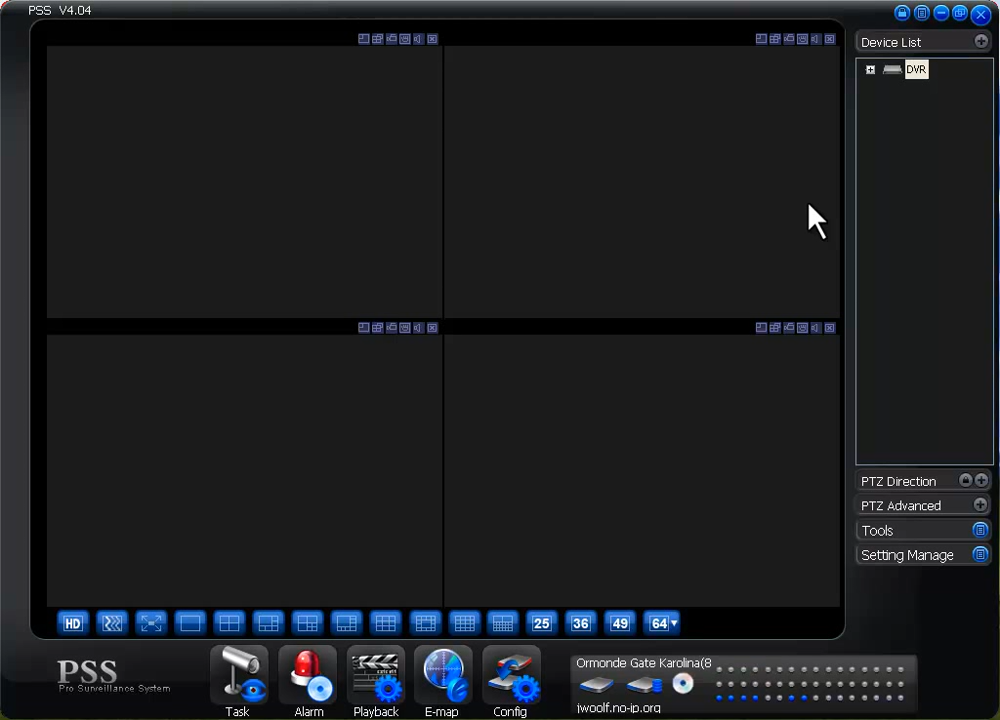 PSS V4.04
Device List
DVR
PTZ Direction
PTZ Advanced
Tools
Setting Manage
HD
25
36
49
64
PSS
Pro Surveillance System
Task
Alarm
Playback
E-map
Config
Ormonde Gate Karolina(8
jwoolf.no-ip.org